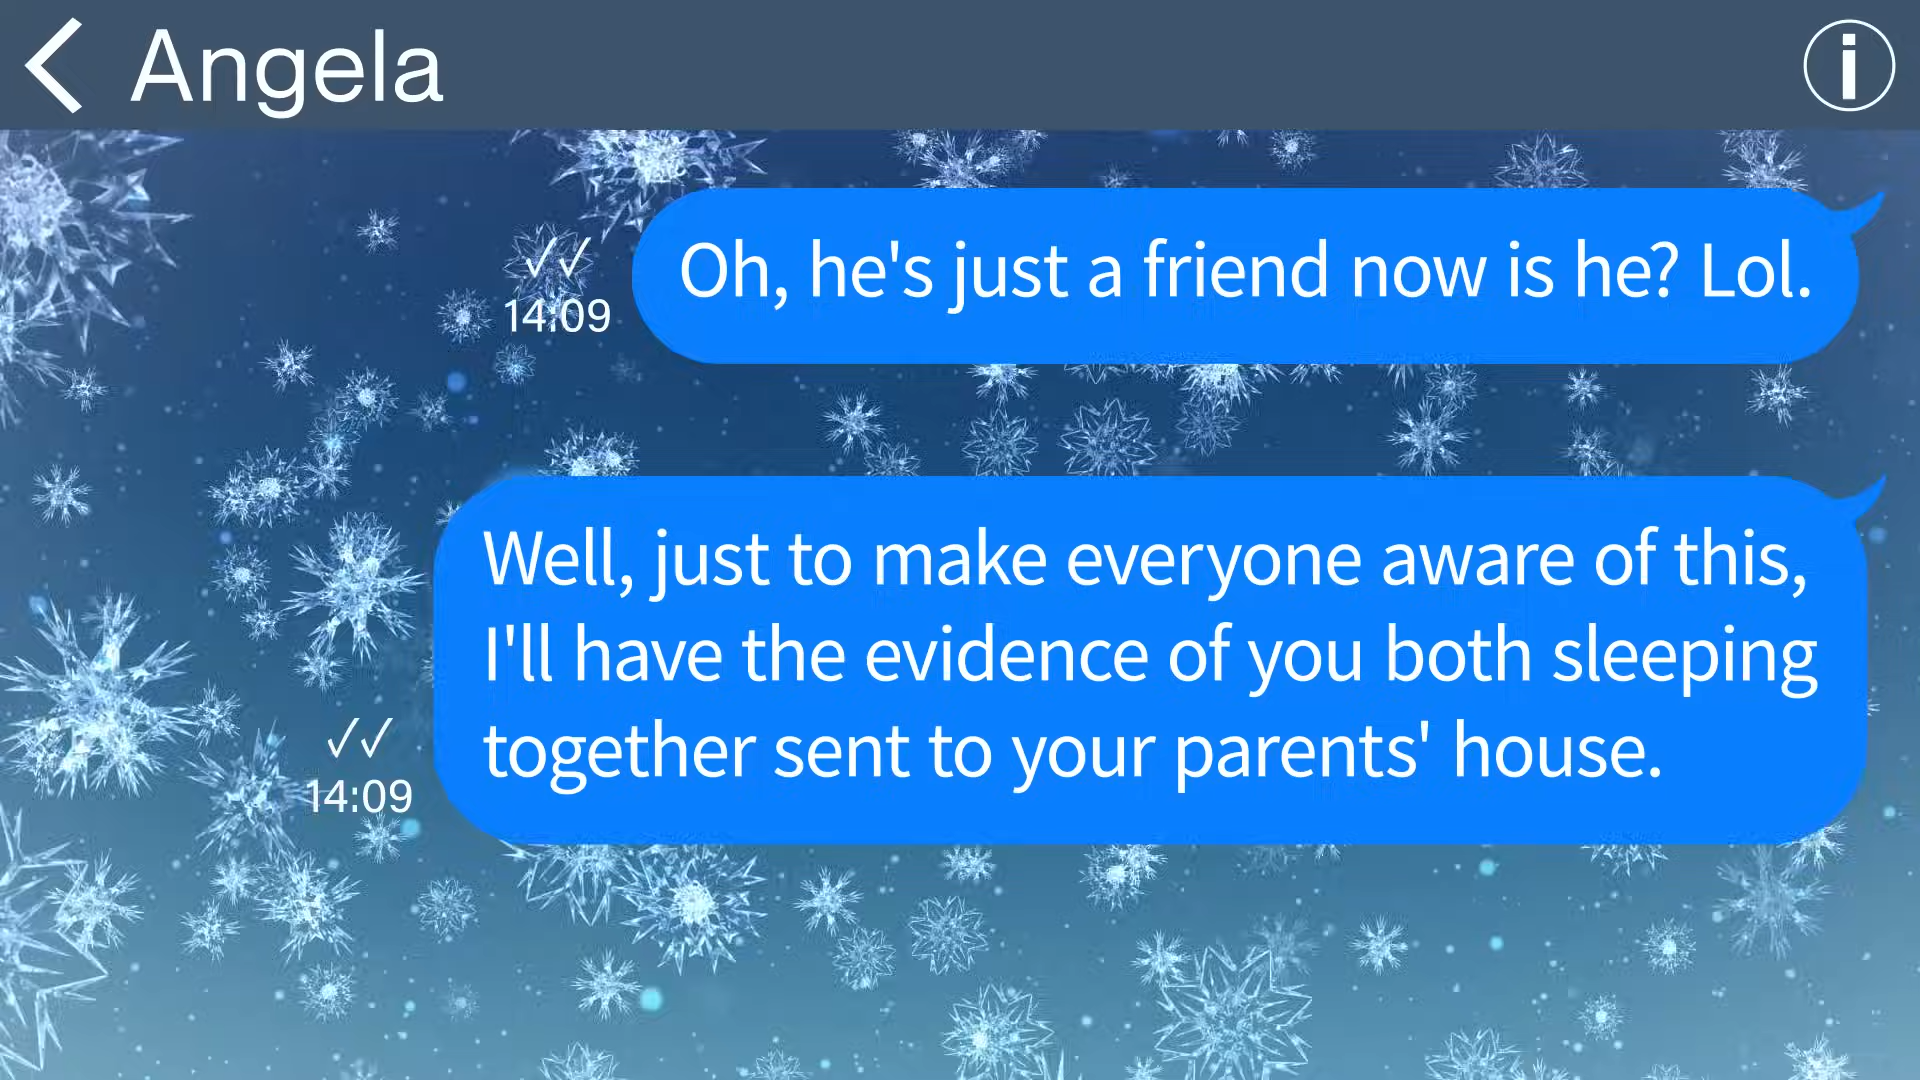 Angela
Oh, he's just a friend now is he? Lol.
✓✓
14:09
Well, just to make everyone aware of this,
I'll have the evidence of you both sleeping
together sent to your parents' house.
✓✓
14:09